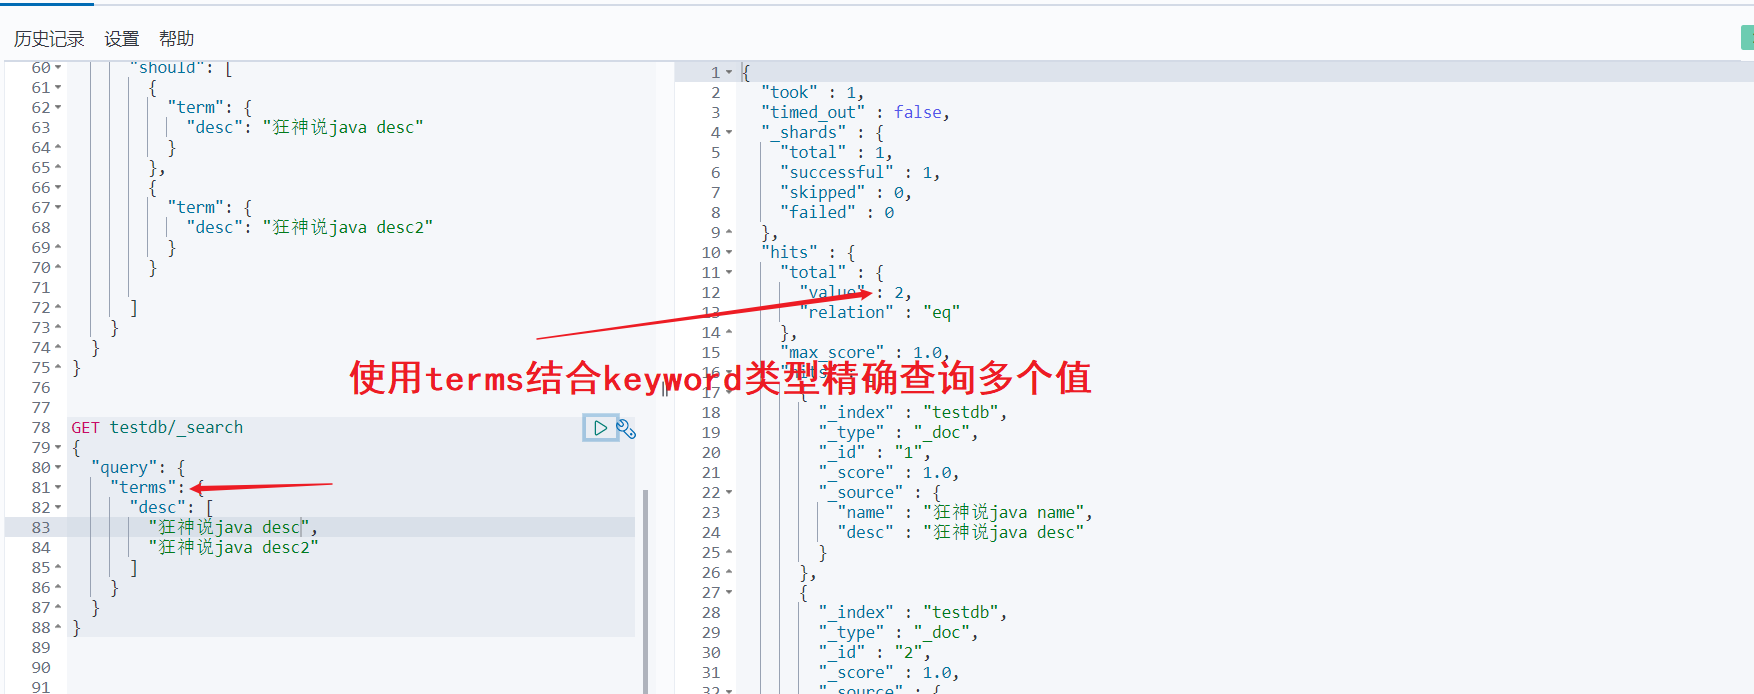 历史记录 设置 帮助
60 "should": [
61 {
62 "term": {
63 "desc": "狂神说java desc"
64 }
65 },
66 {
67 "term": {
68 "desc": "狂神说java desc2"
69 }
70 }
71
72 ]
73 }
74 }
75 }
76
77
78 GET testdb/_search
79 {
80 "query": {
81 "terms": {
82 "desc": [
83 "狂神说java desc",
84 "狂神说java desc2"
85 ]
86 }
87 }
88 }
89
90
91
使用terms结合keyword类型精确查询多个值
1 {
2 "took" : 1,
3 "timed_out" : false,
4 "_shards" : {
5 "total" : 1,
6 "successful" : 1,
7 "skipped" : 0,
8 "failed" : 0
9 },
10 "hits" : {
11 "total" : {
12 "value" : 2,
13 "relation" : "eq"
14 },
15 "max_score" : 1.0,
16 "hits
17 {
18 "_index" : "testdb",
19 "_type" : "_doc",
20 "_id" : "1",
21 "_score" : 1.0,
22 "_source" : {
23 "name" : "狂神说java name",
24 "desc" : "狂神说java desc"
25 }
26 },
27 {
28 "_index" : "testdb",
29 "_type" : "_doc",
30 "_id" : "2",
31 "_score" : 1.0,
32 "_source" : {